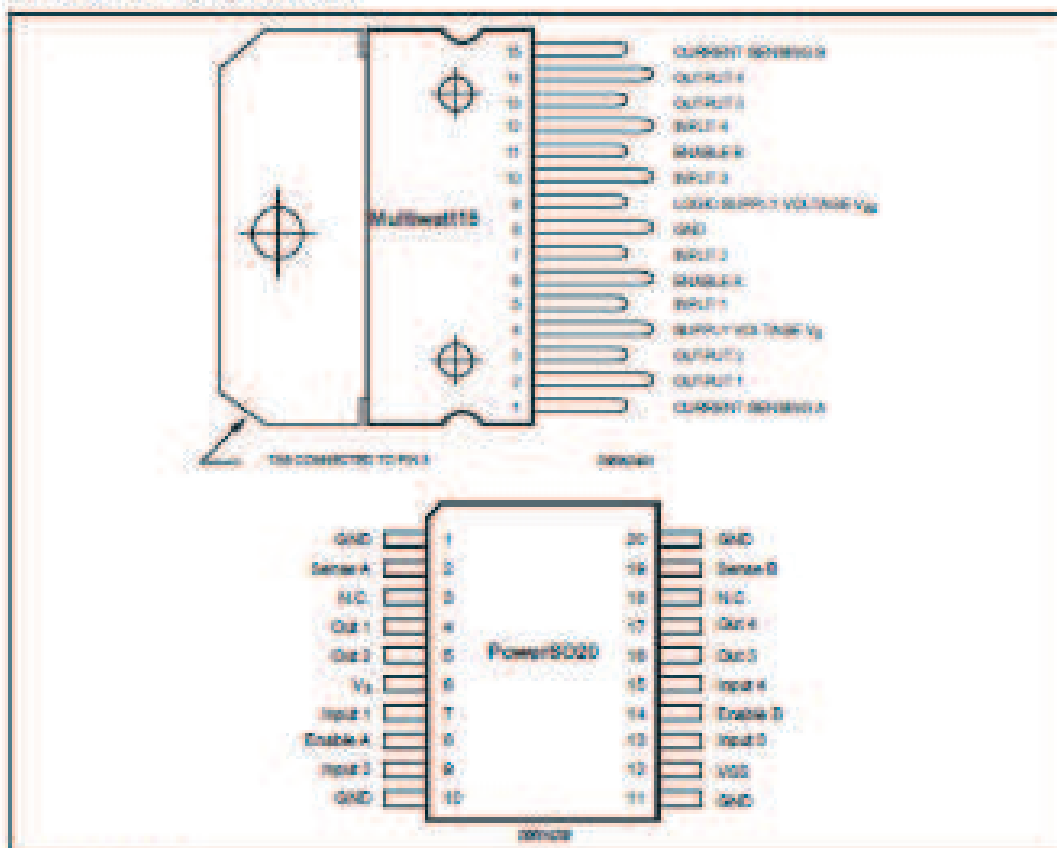 15 CURRENT SENSING B
14 OUTPUT 4
13 OUTPUT 3
12 INPUT 4
11 ENABLE B
10 INPUT 3
9 LOGIC SUPPLY VOLTAGE VSS
8 GND
7 INPUT 2
6 ENABLE A
5 INPUT 1
4 SUPPLY VOLTAGE VS
3 OUTPUT 2
2 OUTPUT 1
1 CURRENT SENSING A
Multiwatt15
TAB CONNECTED TO PIN 8
GND 1 20 GND
Sense A 2 19 Sense B
N.C. 3 18 N.C.
Out 1 4 17 Out 4
Out 2 5 16 Out 3
VS 6 15 Input 4
Input 1 7 14 Enable B
Enable A 8 13 Input 3
Input 2 9 12 VSS
GND 10 11 GND
PowerSO20